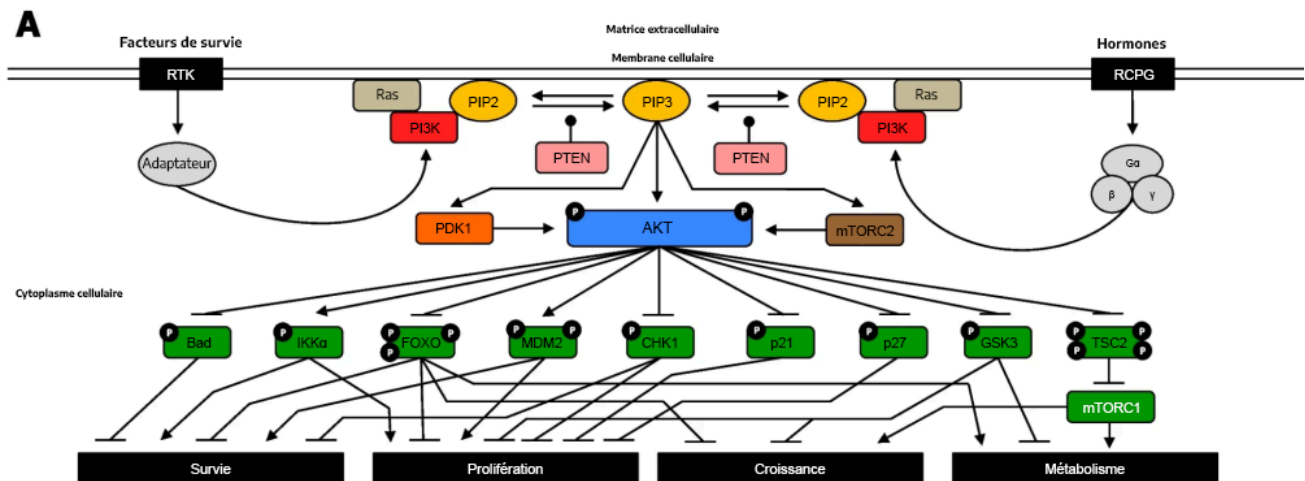 A
Matrice extracellulaire
Facteurs de survie
Hormones
Membrane cellulaire
RTK
RCPG
Ras
PIP2
PIP3
PIP2
Ras
PI3K
PI3K
PTEN
PTEN
Adaptateur
Gα
β
γ
P
P
PDK1
AKT
mTORC2
Cytoplasme cellulaire
P
P
P
P
P
P
P
P
P
P
P
P
P
Bad
IKKα
FOXO
MDM2
CHK1
p21
p27
GSK3
TSC2
P
P
P
mTORC1
Survie
Prolifération
Croissance
Métabolisme